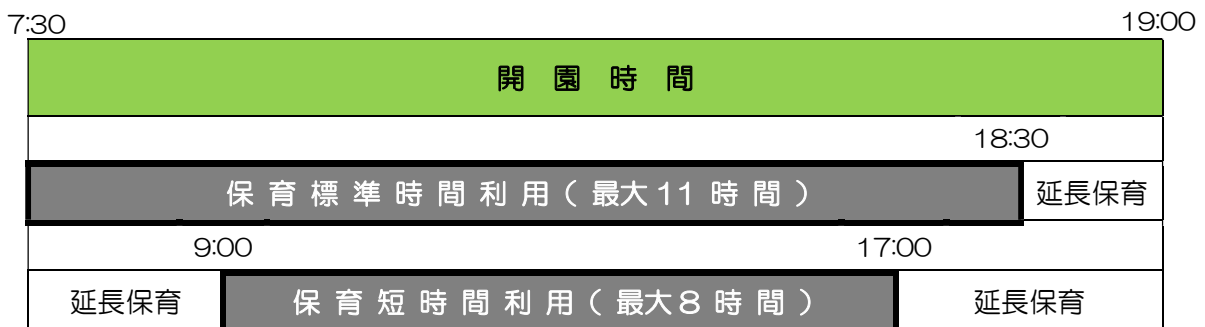 7:30 19:00
開 園 時 間
18:30
保 育 標 準 時 間 利 用 （ 最大 11 時 間 ） 延長保育
9:00 17:00
延長保育 保 育 短 時 間 利 用 （ 最大 8 時 間 ） 延長保育